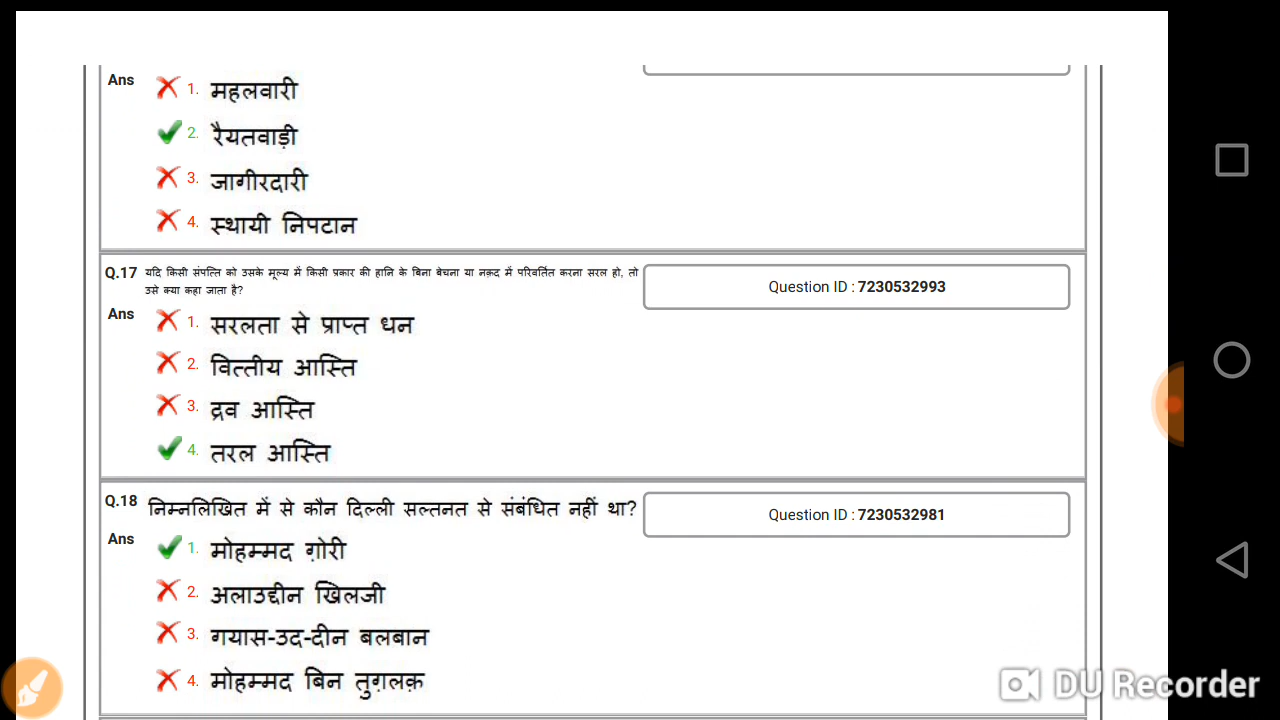 Ans
1. महलवारी
2. रैयतवाड़ी
3. जागीरदारी
4. स्थायी निपटान
Q.17 यदि किसी संपत्ति को उसके मूल्य में किसी प्रकार की हानि के बिना बेचना या नक़द में परिवर्तित करना सरल हो, तो
उसे क्या कहा जाता है?
Question ID : 7230532993
Ans
1. सरलता से प्राप्त धन
2. वित्तीय आस्ति
3. द्रव आस्ति
4. तरल आस्ति
Q.18 निम्नलिखित में से कौन दिल्ली सल्तनत से संबंधित नहीं था?
Question ID : 7230532981
Ans
1. मोहम्मद ग़ोरी
2. अलाउद्दीन खिलजी
3. गयास-उद-दीन बलबान
4. मोहम्मद बिन तुग़लक़
DU Recorder